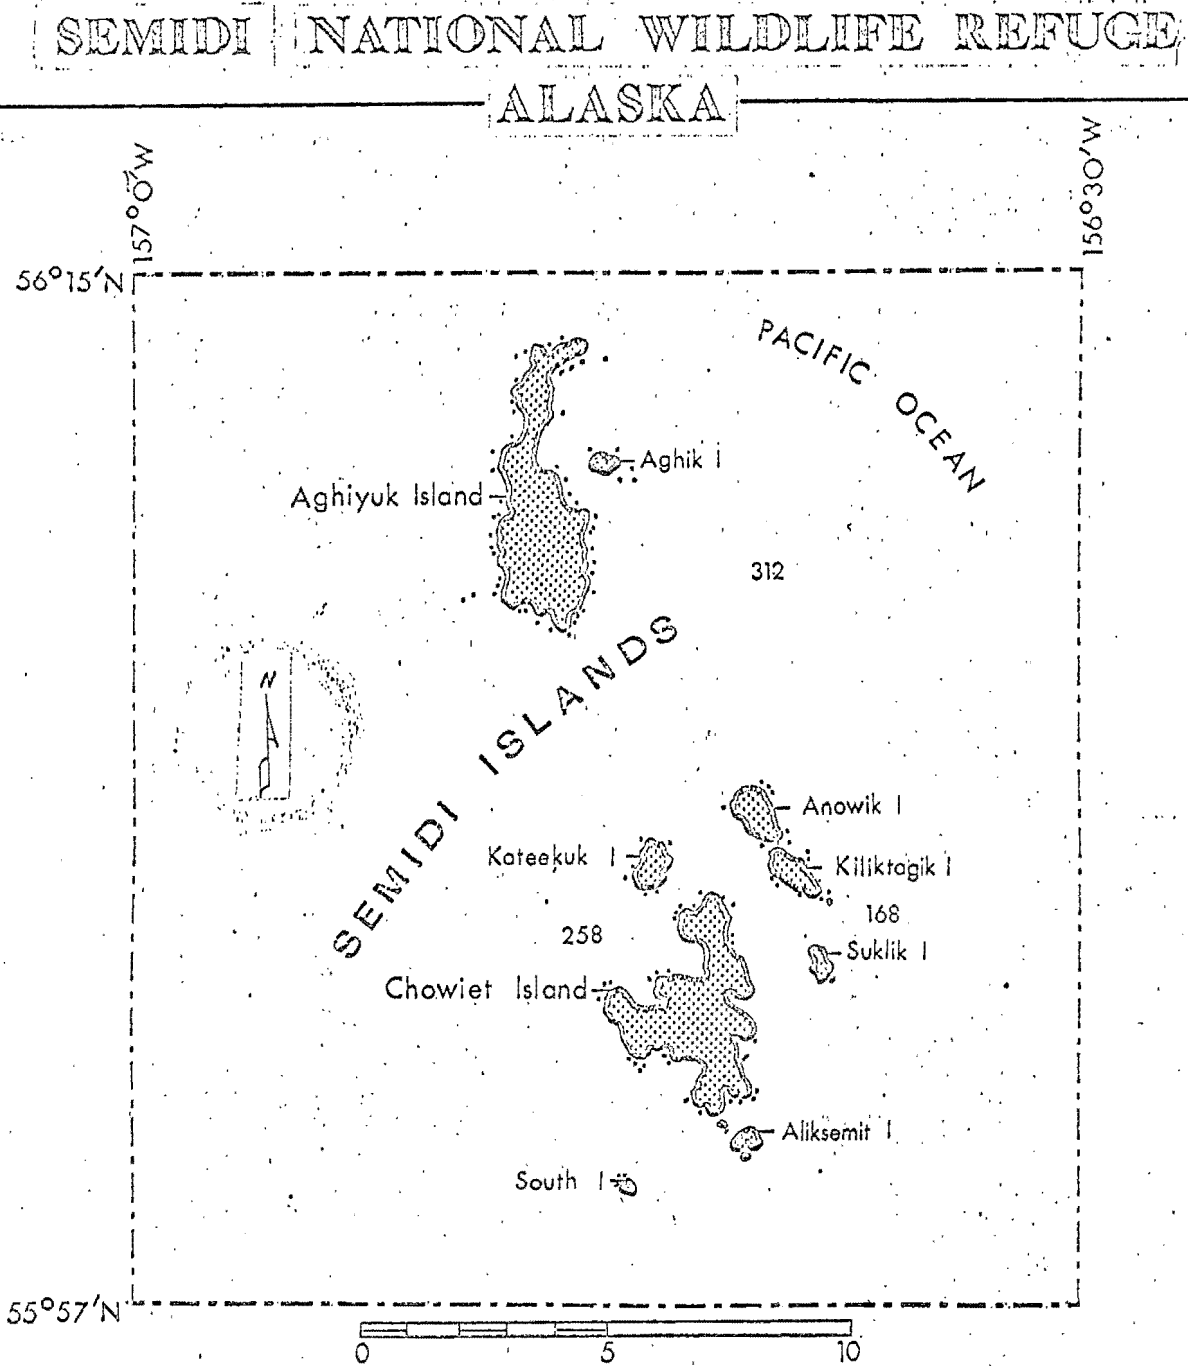 SEMIDI NATIONAL WILDLIFE REFUGE
ALASKA
157°0'W
156°30'W
56°15'N
PACIFIC OCEAN
Aghik I
Aghiyuk Island
312
SEMIDI ISLANDS
N
Anowik I
Kateekuk I
Kiliktagik I
168
258
Suklik I
Chowiet Island
Aliksemit I
South I
55°57'N
0 5 10